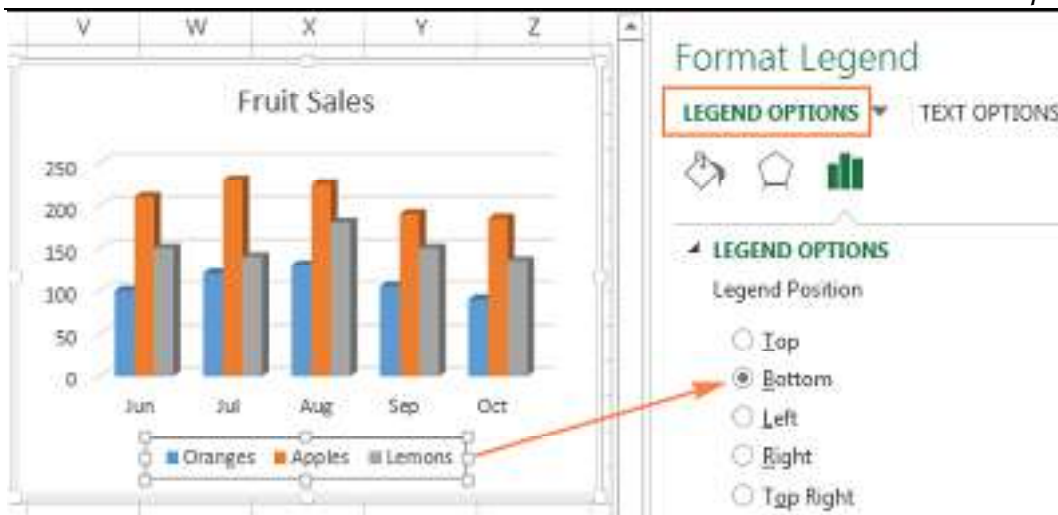 V W X Y Z
Fruit Sales
250
200
150
100
50
0
Jun Jul Aug Sep Oct
Oranges Apples Lemons
Format Legend
LEGEND OPTIONS TEXT OPTIONS
LEGEND OPTIONS
Legend Position
Top
Bottom
Left
Right
Top Right